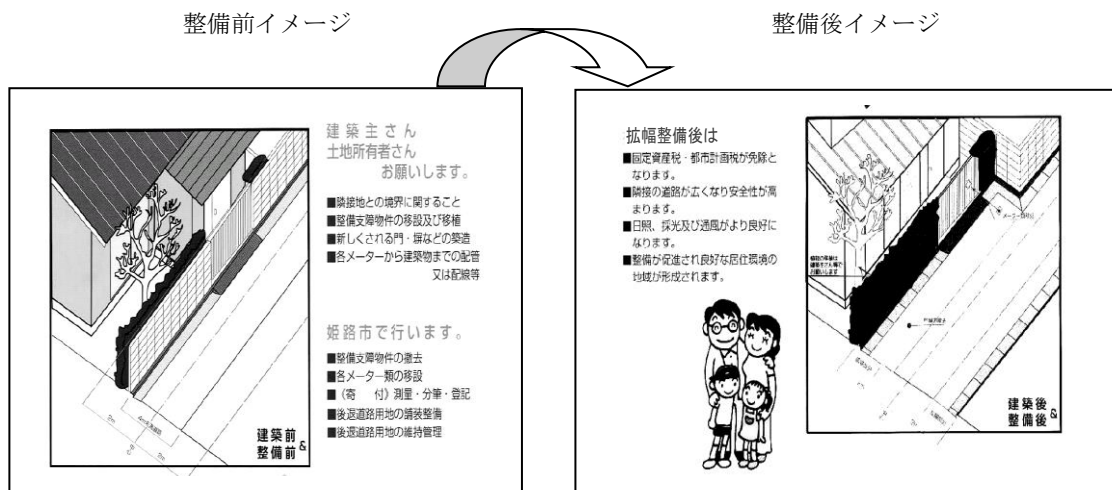 整備前イメージ
整備後イメージ
建築主さん
土地所有者さん
お願いします。
■隣接地との境界に関すること
■整備支障物件の移設及び移植
■新しくされる門・塀などの築造
■各メーターから建築物までの配管
又は配線等
姫路市で行います。
■整備支障物件の撤去
■各メーター類の移設
■（寄　付）測量・分筆・登記
■後退道路用地の舗装整備
■後退道路用地の維持管理
建築前
整備前
&
拡幅整備後は
■固定資産税・都市計画税が免除と
なります。
■隣接の道路が広くなり安全性が高
まります。
■日照、採光及び通風がより良好に
なります。
■整備が促進され良好な居住環境の
地域が形成されます。
建築後
整備後
&